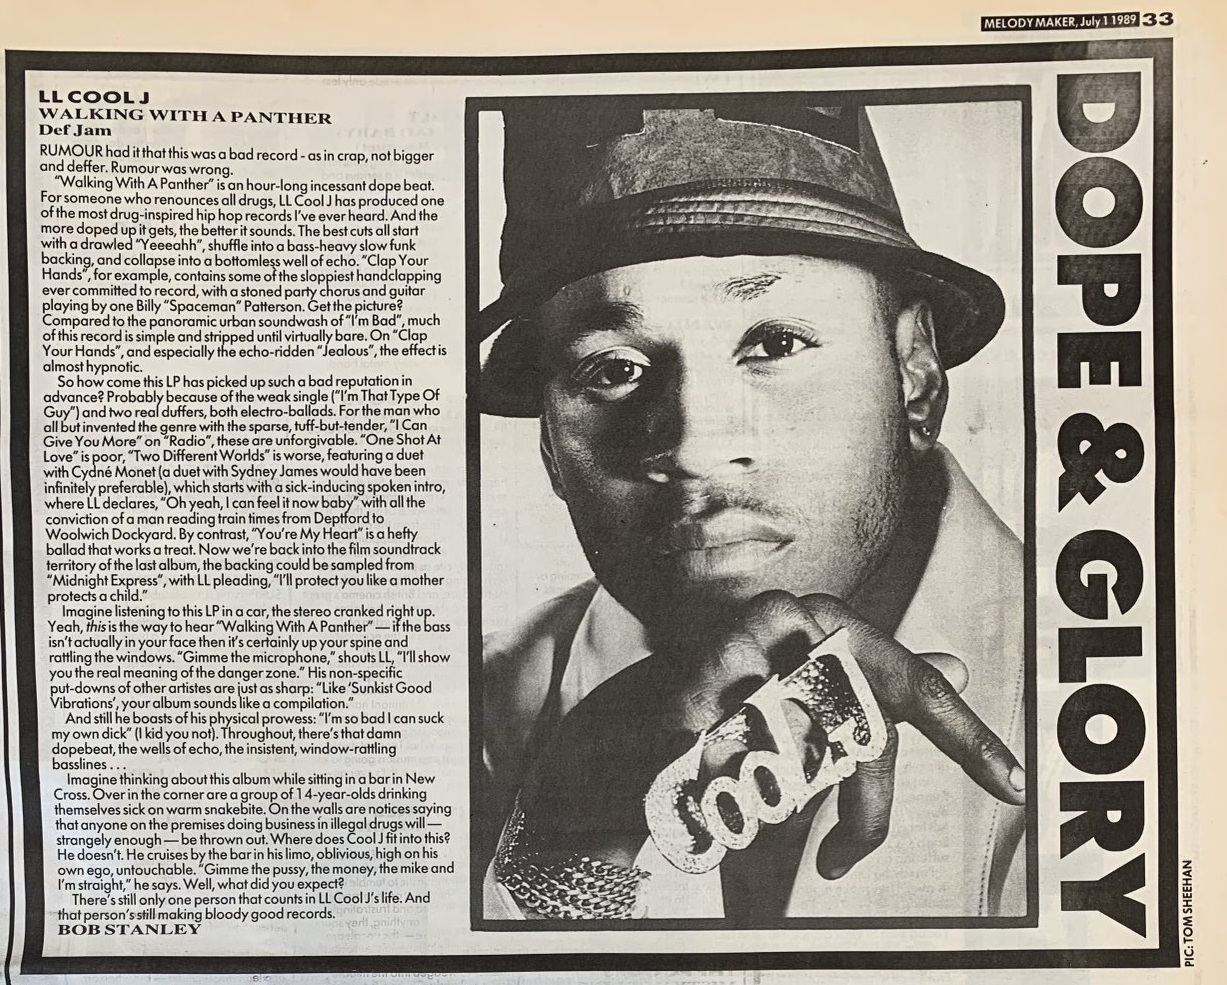 MELODY MAKER, July 1 1989 33
LL COOL J
WALKING WITH A PANTHER
Def Jam
RUMOUR had it that this was a bad record - as in crap, not bigger
and deffer. Rumour was wrong.
"Walking With A Panther" is an hour-long incessant dope beat.
For someone who renounces all drugs, LL Cool J has produced one
of the most drug-inspired hip hop records I've ever heard. And the
more doped up it gets, the better it sounds. The best cuts all start
with a drawled "Yeeeahh", shuffle into a bass-heavy slow funk
backing, and collapse into a bottomless well of echo. "Clap Your
Hands", for example, contains some of the sloppiest handclapping
ever committed to record, with a stoned party chorus and guitar
playing by one Billy "Spaceman" Patterson. Get the picture?
Compared to the panoramic urban soundwash of "I'm Bad", much
of this record is simple and stripped until virtually bare. On "Clap
Your Hands", and especially the echo-ridden "Jealous", the effect is
almost hypnotic.
So how come this LP has picked up such a bad reputation in
advance? Probably because of the weak single ("I'm That Type Of
Guy") and two real duffers, both electro-ballads. For the man who
all but invented the genre with the sparse, tuff-but-tender, "I Can
Give You More" on "Radio", these are unforgivable. "One Shot At
Love" is poor, "Two Different Worlds" is worse, featuring a duet
with Cydné Monet (a duet with Sydney James would have been
infinitely preferable), which starts with a sick-inducing spoken intro,
where LL declares, "Oh yeah, I can feel it now baby" with all the
conviction of a man reading train times from Deptford to
Woolwich Dockyard. By contrast, "You're My Heart" is a hefty
ballad that works a treat. Now we're back into the film soundtrack
territory of the last album, the backing could be sampled from
"Midnight Express", with LL pleading, "I'll protect you like a mother
protects a child."
Imagine listening to this LP in a car, the stereo cranked right up.
Yeah, this is the way to hear "Walking With A Panther" — if the bass
isn't actually in your face then it's certainly up your spine and
rattling the windows. "Gimme the microphone," shouts LL, "I'll show
you the real meaning of the danger zone." His non-specific
put-downs of other artistes are just as sharp: "Like 'Sunkist Good
Vibrations', your album sounds like a compilation."
And still he boasts of his physical prowess: "I'm so bad I can suck
my own dick" (I kid you not). Throughout, there's that damn
dopebeat, the wells of echo, the insistent, window-rattling
basslines . . .
Imagine thinking about this album while sitting in a bar in New
Cross. Over in the corner are a group of 14-year-olds drinking
themselves sick on warm snakebite. On the walls are notices saying
that anyone on the premises doing business in illegal drugs will —
strangely enough — be thrown out. Where does Cool J fit into this?
He doesn't. He cruises by the bar in his limo, oblivious, high on his
own ego, untouchable. "Gimme the pussy, the money, the mike and
I'm straight," he says. Well, what did you expect?
There's still only one person that counts in LL Cool J's life. And
that person's still making bloody good records.
BOB STANLEY
COOL J
DOPE & GLORY
PIC: TOM SHEEHAN